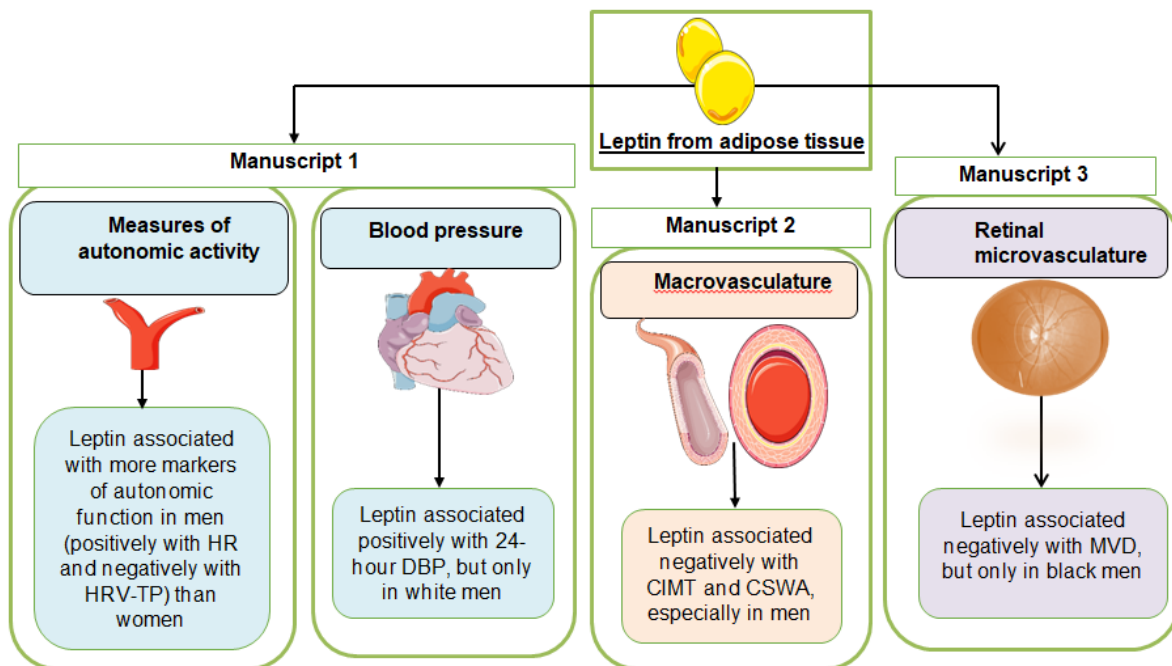 Leptin from adipose tissue
Manuscript 1
Measures of
autonomic activity
Leptin associated
with more markers
of autonomic
function in men
(positively with HR
and negatively with
HRV-TP) than
women
Blood pressure
Leptin associated
positively with 24-
hour DBP, but only
in white men
Manuscript 2
Macrovasculature
Leptin associated
negatively with
CIMT and CSWA,
especially in men
Manuscript 3
Retinal
microvasculature
Leptin associated
negatively with MVD,
but only in black men